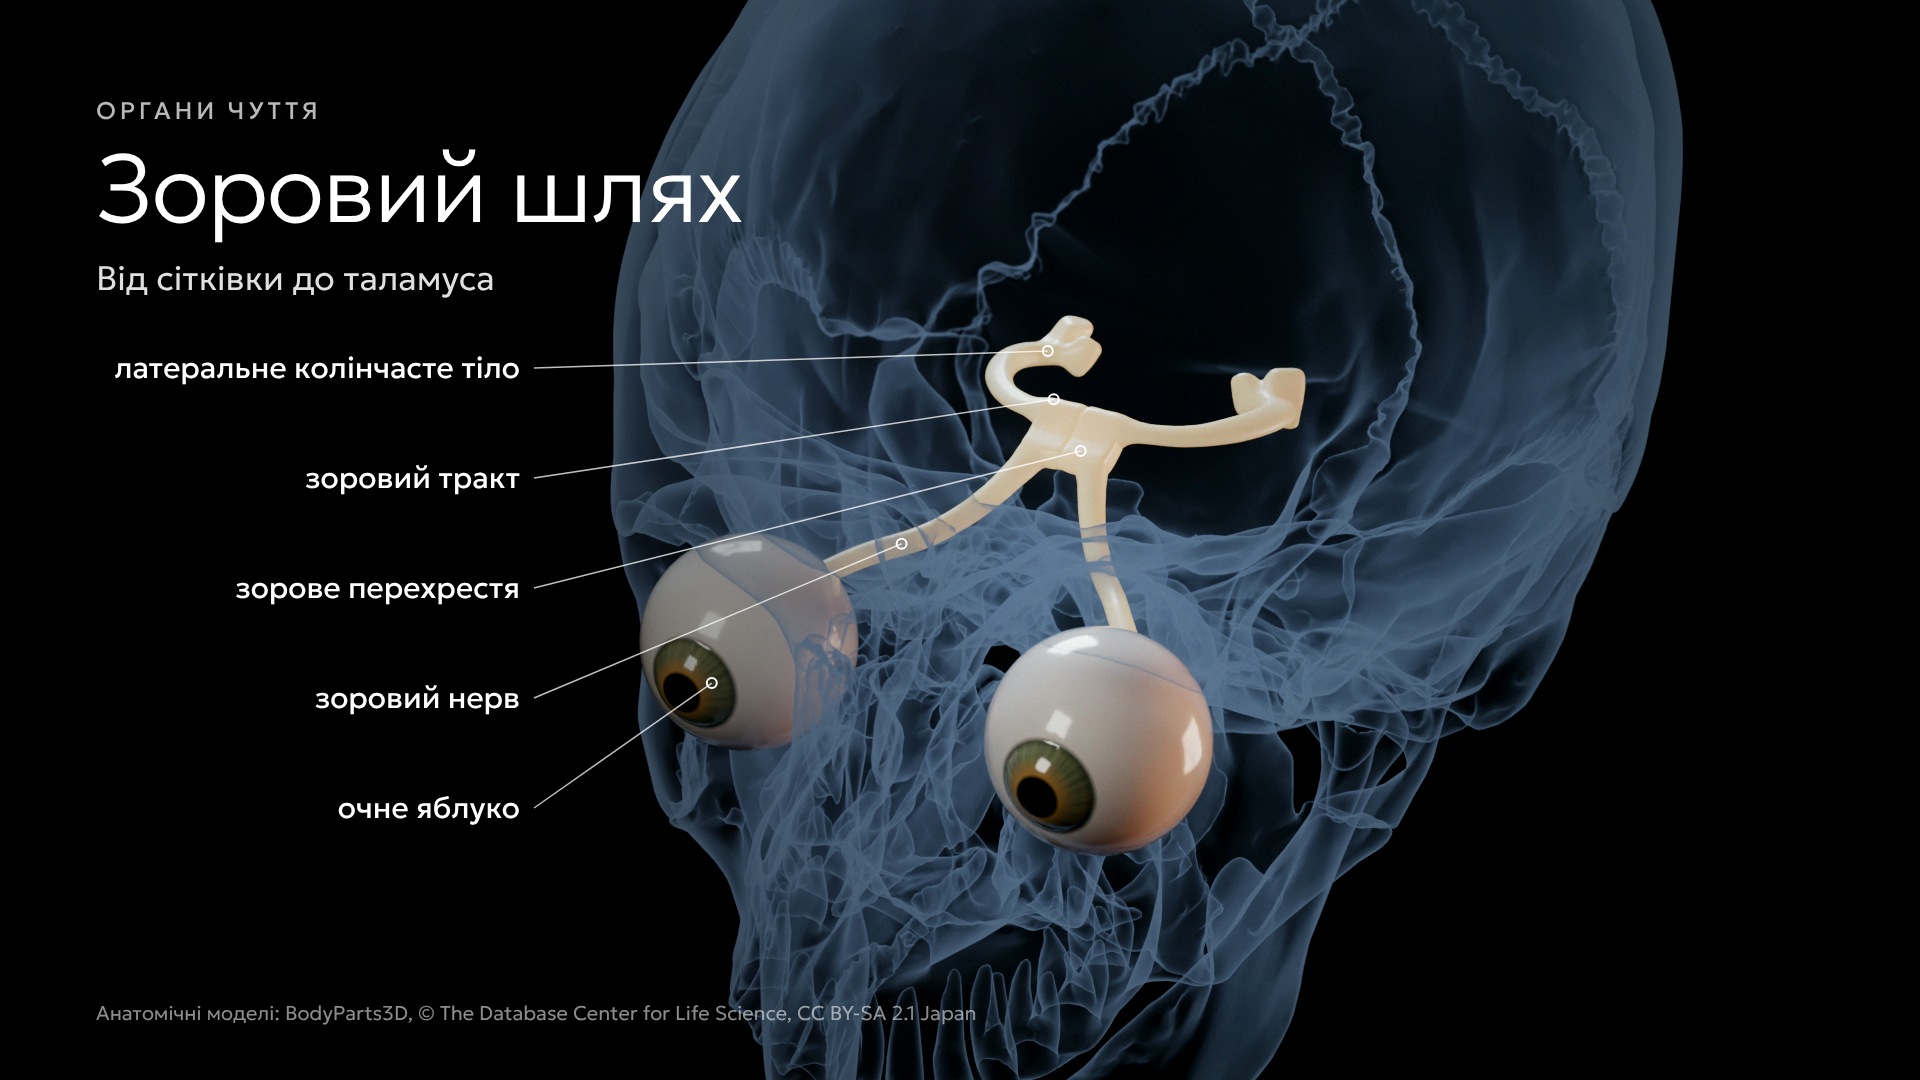 ОРГАНИ ЧУТТЯ
Зоровий шлях
Від сітківки до таламуса
латеральне колінчасте тіло
зоровий тракт
зорове перехрестя
зоровий нерв
очне яблуко
Анатомічні моделі: BodyParts3D, © The Database Center for Life Science, CC BY-SA 2.1 Japan